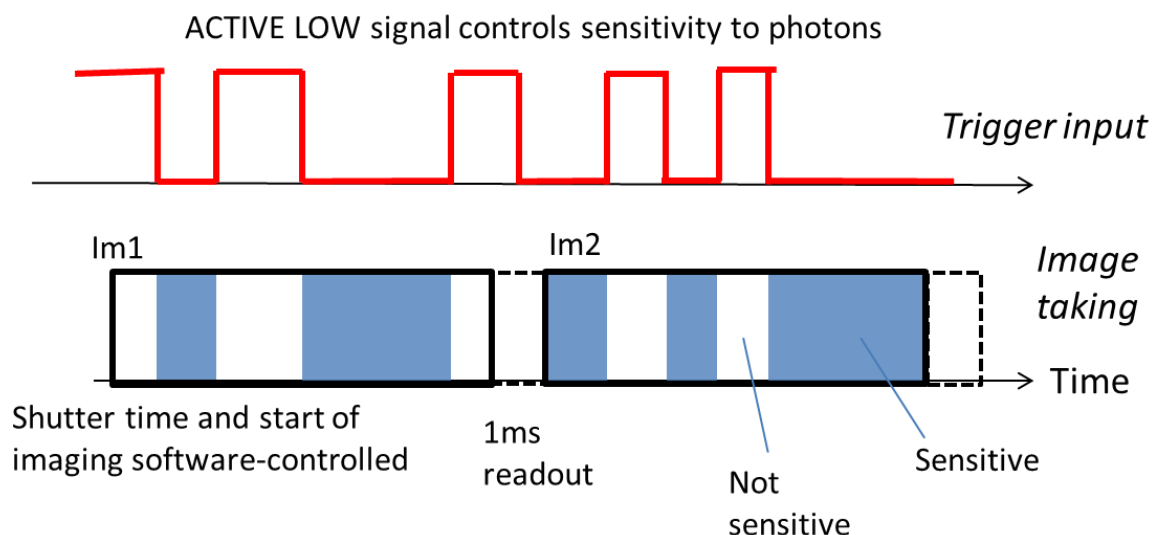 ACTIVE LOW signal controls sensitivity to photons
Trigger input
Im1
Im2
Image
taking
Time
Shutter time and start of
imaging software-controlled
1ms
readout
Not
sensitive
Sensitive